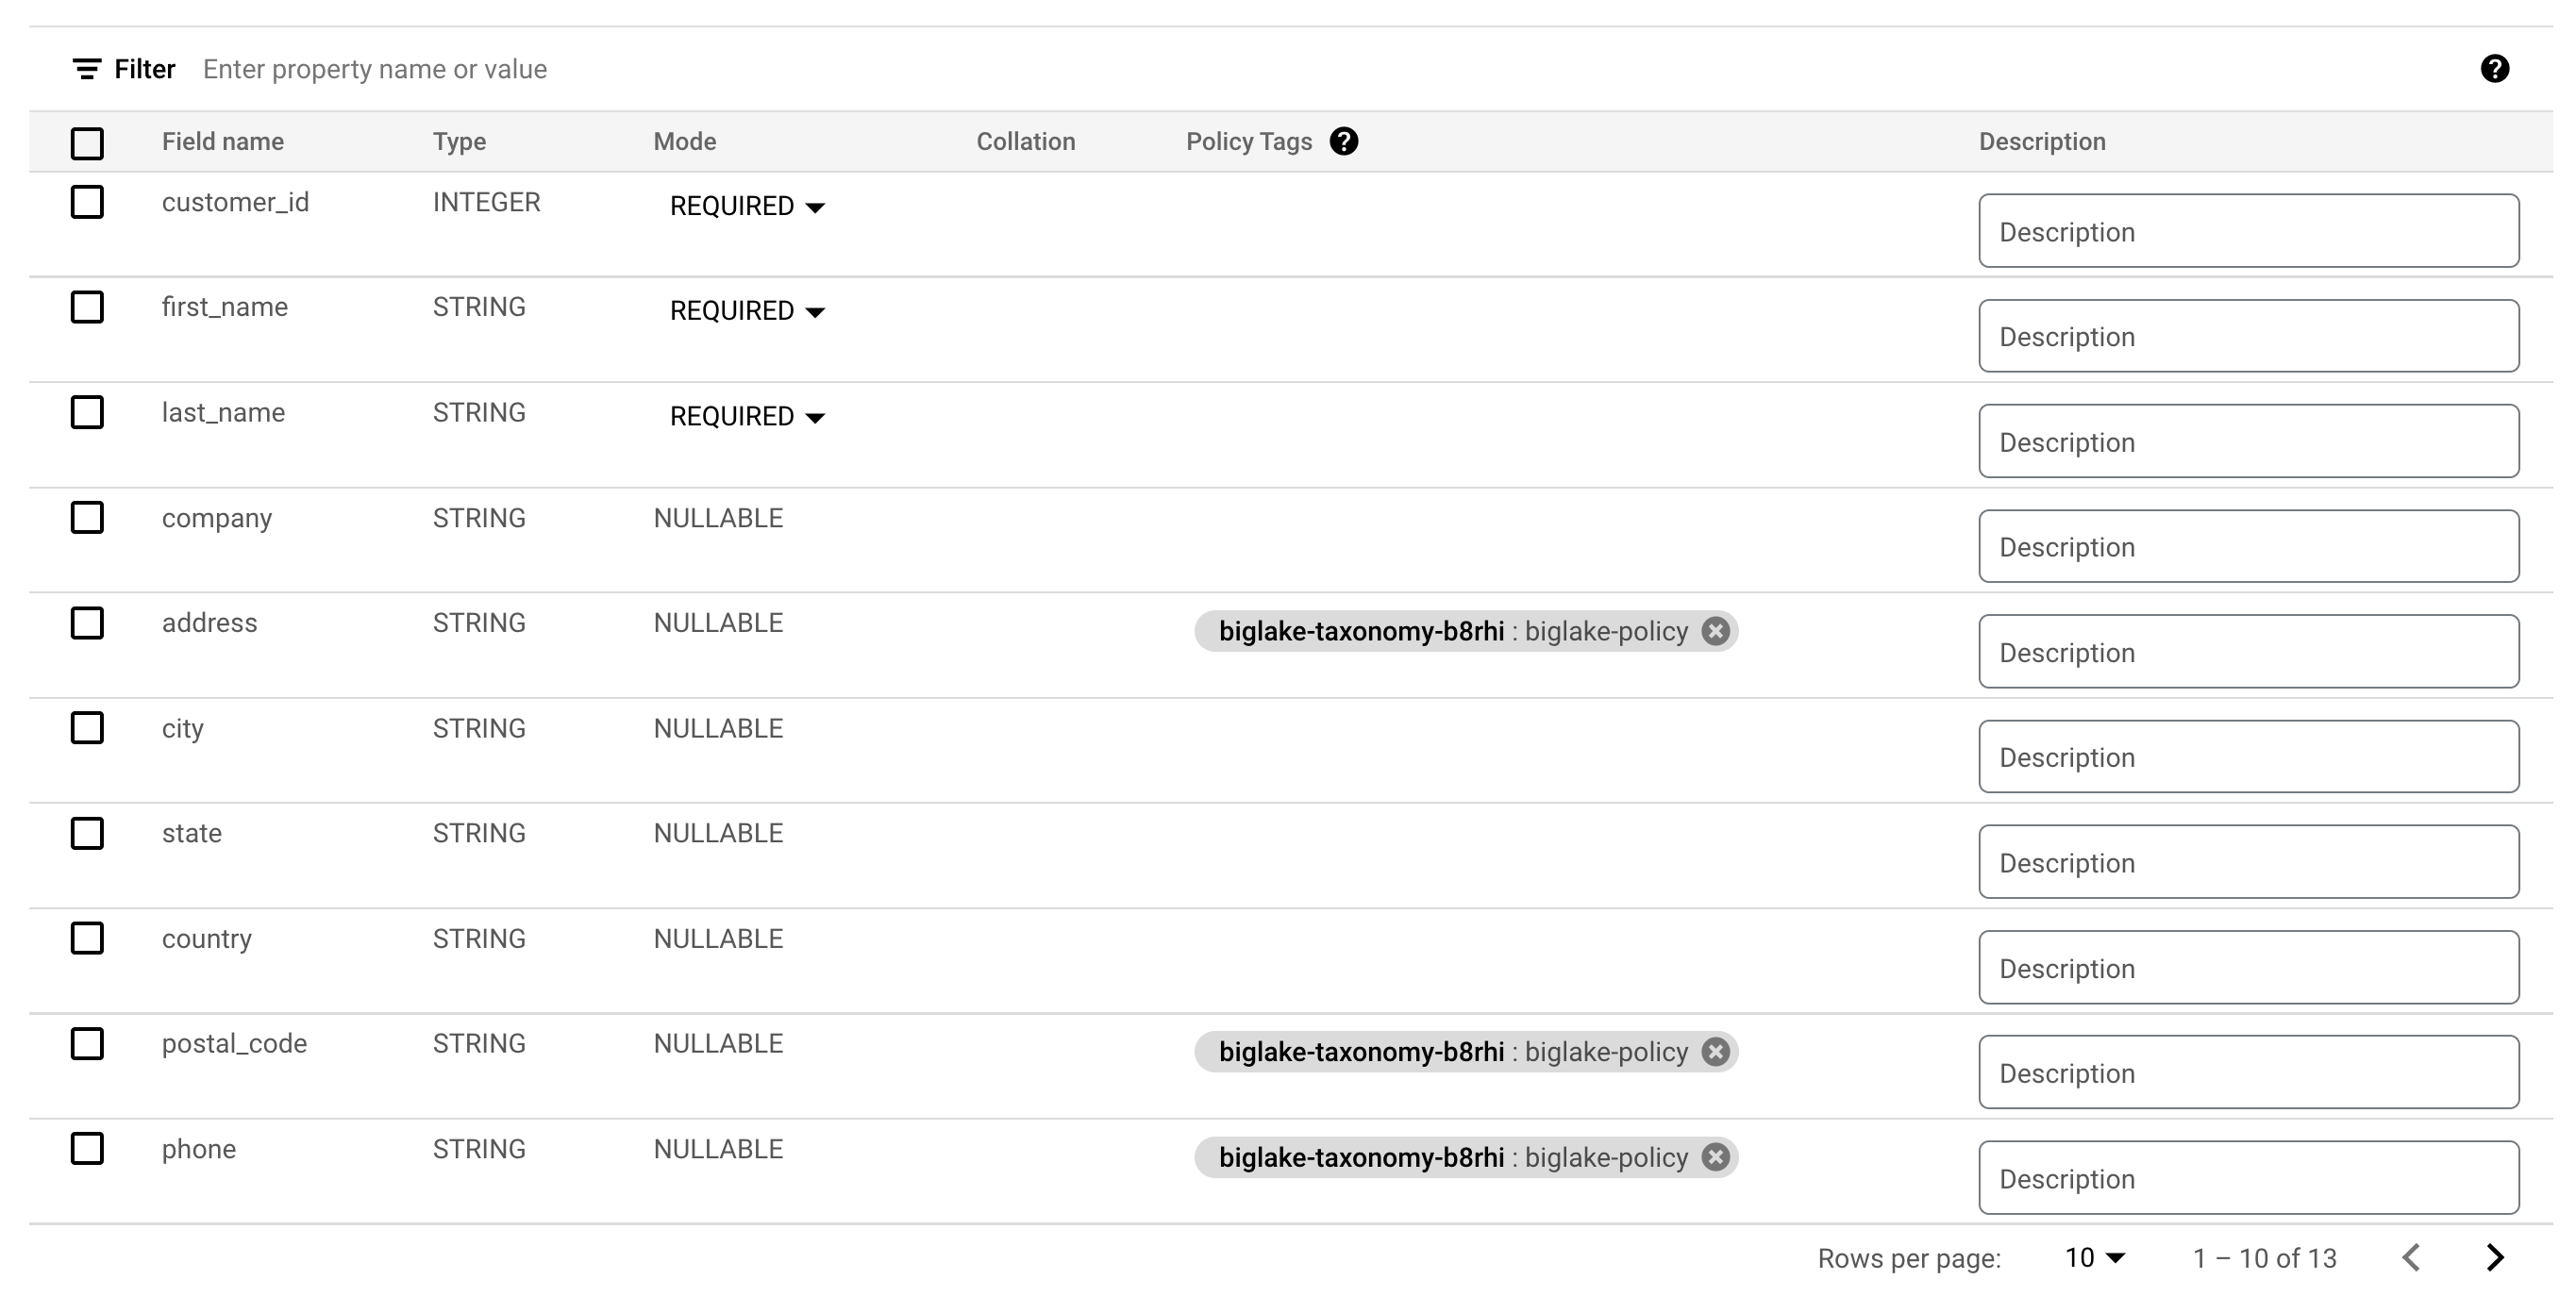 Filter Enter property name or value
Field name Type Mode Collation Policy Tags Description
customer_id INTEGER REQUIRED Description
first_name STRING REQUIRED Description
last_name STRING REQUIRED Description
company STRING NULLABLE Description
address STRING NULLABLE biglake-taxonomy-b8rhi : biglake-policy Description
city STRING NULLABLE Description
state STRING NULLABLE Description
country STRING NULLABLE Description
postal_code STRING NULLABLE biglake-taxonomy-b8rhi : biglake-policy Description
phone STRING NULLABLE biglake-taxonomy-b8rhi : biglake-policy Description
Rows per page: 10 1 – 10 of 13